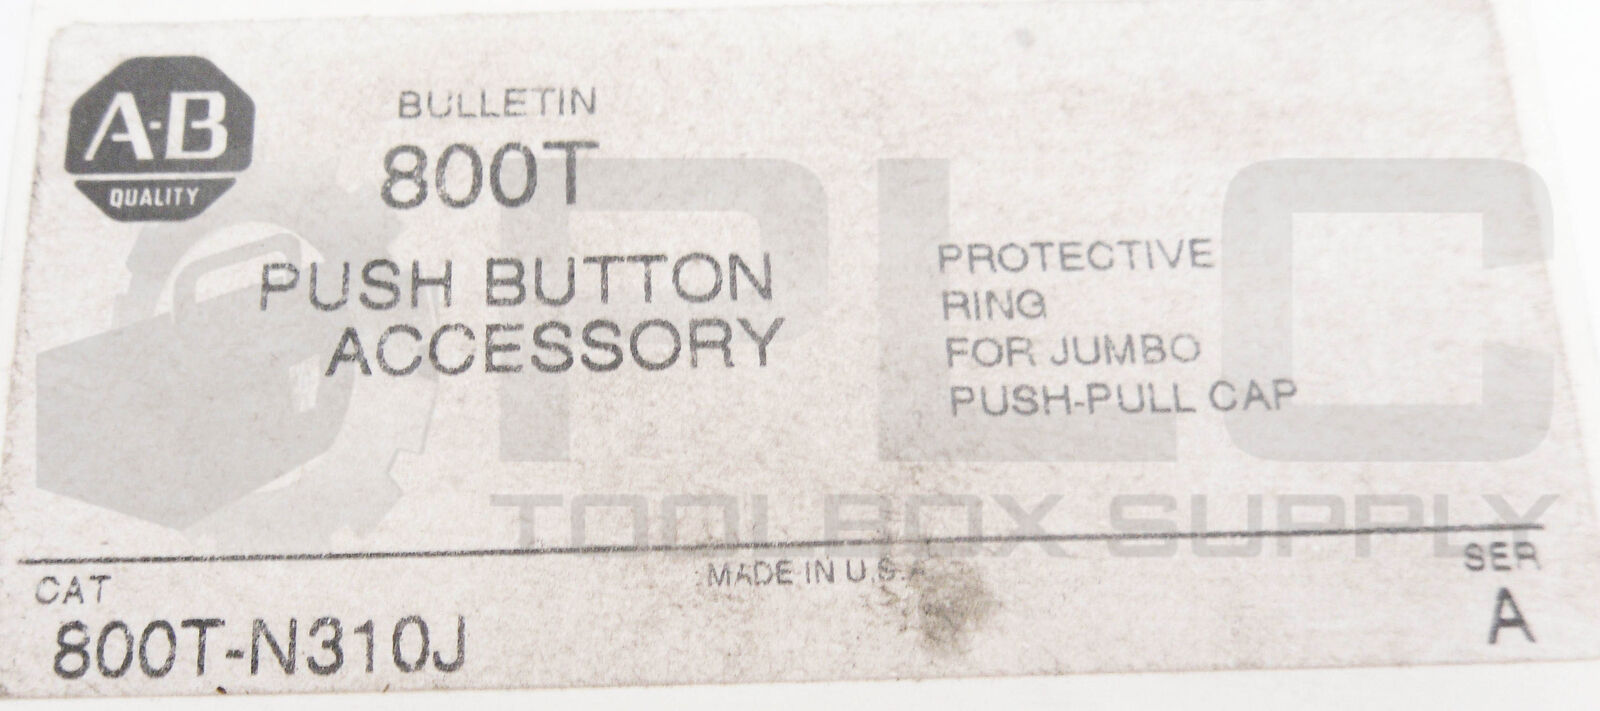 A-B
QUALITY
BULLETIN
800T
PUSH BUTTON
ACCESSORY
PROTECTIVE
RING
FOR JUMBO
PUSH-PULL CAP
PLC
TOOLBOX SUPPLY
MADE IN U.S.A
CAT
800T-N310J
SER
A